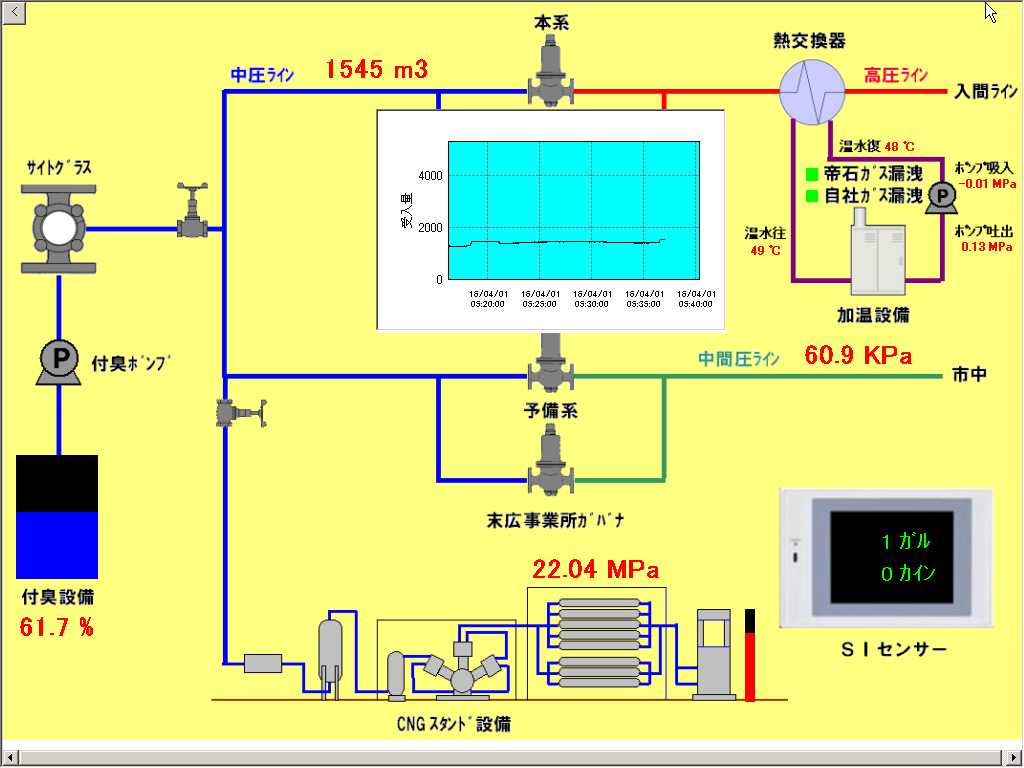 <
本系
熱交換器
中圧ライン
1545 m3
高圧ライン
入間ライン
サイトグラス
温水復 48 ℃
帝石ガス漏洩
自社ガス漏洩
ポンプ吸入
-0.01 MPa
P
ポンプ吐出
0.13 MPa
温水往
49 ℃
加温設備
受入量
4000
2000
0
16/04/01 05:20:00
16/04/01 05:25:00
16/04/01 05:30:00
16/04/01 05:35:00
16/04/01 05:40:00
P
付臭ポンプ
中間圧ライン
60.9 KPa
市中
予備系
末広事業所ガバナ
付臭設備
61.7 %
22.04 MPa
1 ガル
0 カイン
SIセンサー
CNGスタンド設備